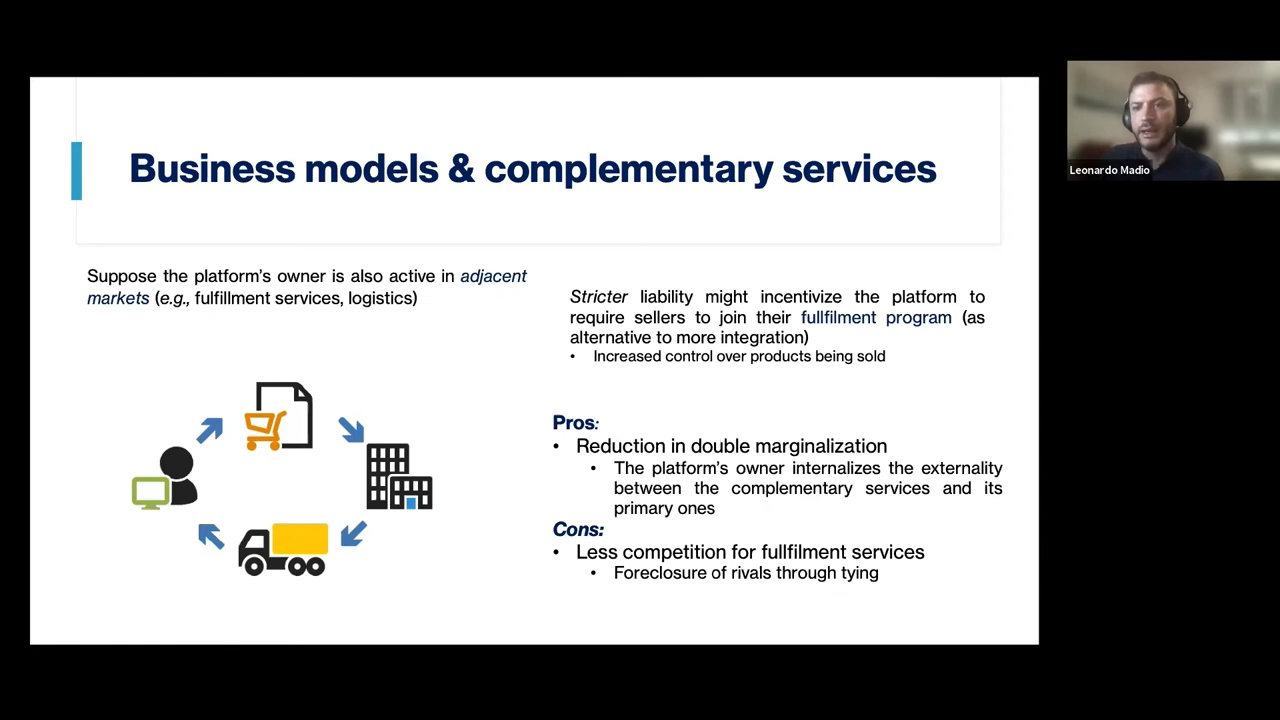 Business models & complementary services
Suppose the platform's owner is also active in adjacent
markets (e.g., fulfillment services, logistics)
Stricter liability might incentivize the platform to
require sellers to join their fullfilment program (as
alternative to more integration)
• Increased control over products being sold
Pros:
• Reduction in double marginalization
• The platform's owner internalizes the externality
between the complementary services and its
primary ones
Cons:
• Less competition for fullfilment services
• Foreclosure of rivals through tying
Leonardo Madio